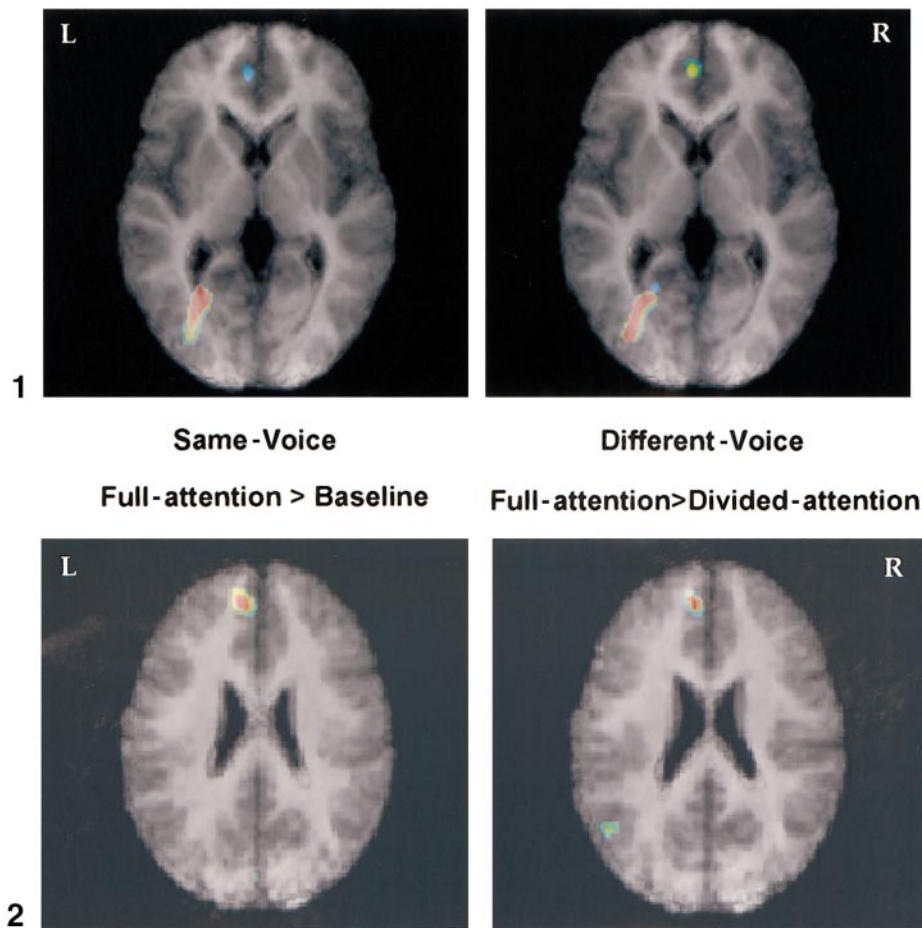 L
R
1
Same-Voice
Different-Voice
Full-attention > Baseline
Full-attention>Divided-attention
L
R
2